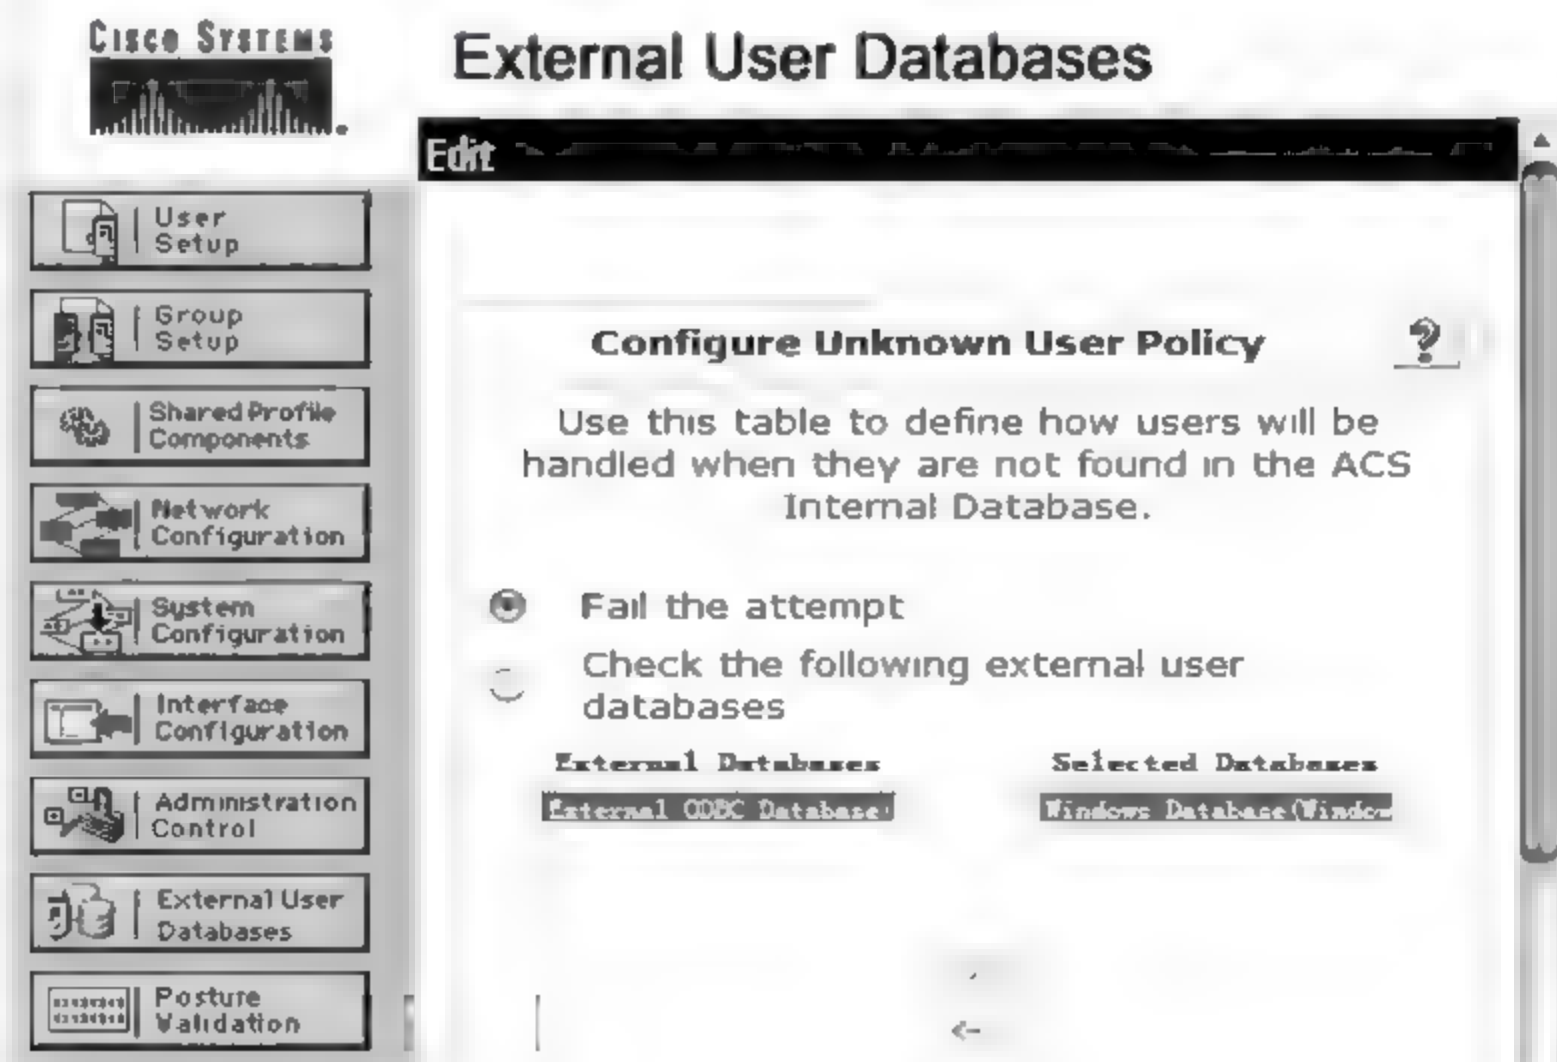 CISCO SYSTEMS
External User Databases
Edit
User
Setup
Group
Setup
Shared Profile
Components
Network
Configuration
System
Configuration
Interface
Configuration
Administration
Control
External User
Databases
Posture
Validation
Configure Unknown User Policy
?
Use this table to define how users will be
handled when they are not found in the ACS
Internal Database.
Fail the attempt
Check the following external user
databases
External Databases
Selected Databases
External ODBC Database
Windows Database(Window
<-